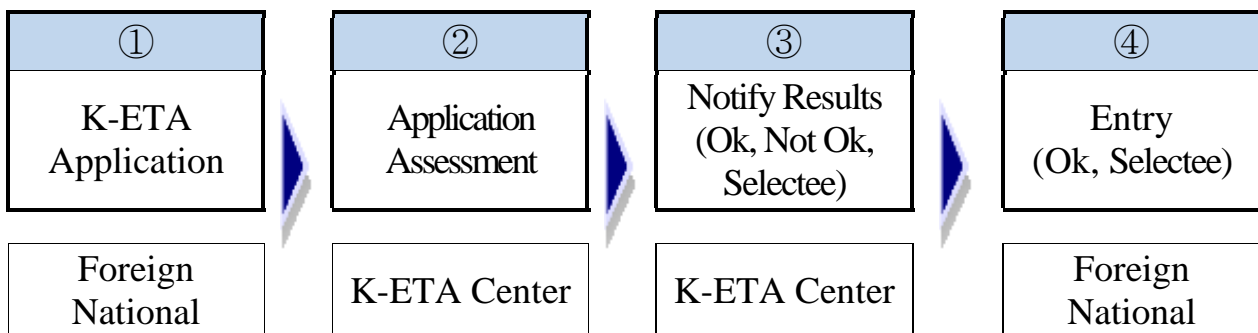 ①
K-ETA
Application
②
Application
Assessment
③
Notify Results
(Ok, Not Ok,
Selectee)
④
Entry
(Ok, Selectee)
Foreign
National
K-ETA Center
K-ETA Center
Foreign
National